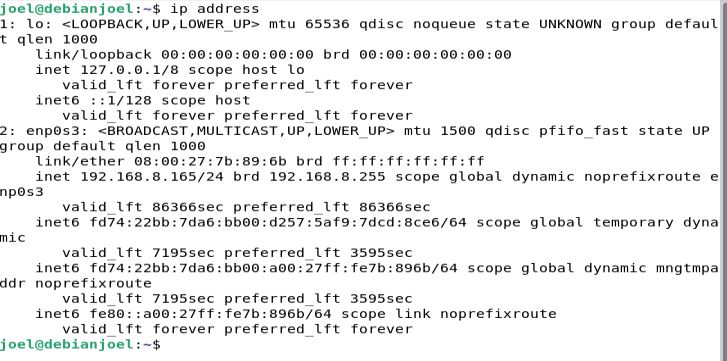 joel@debianjoel:~$ ip address
1: lo: <LOOPBACK,UP,LOWER_UP> mtu 65536 qdisc noqueue state UNKNOWN group defaul
t qlen 1000
    link/loopback 00:00:00:00:00:00 brd 00:00:00:00:00:00
    inet 127.0.0.1/8 scope host lo
       valid_lft forever preferred_lft forever
    inet6 ::1/128 scope host
       valid_lft forever preferred_lft forever
2: enp0s3: <BROADCAST,MULTICAST,UP,LOWER_UP> mtu 1500 qdisc pfifo_fast state UP
group default qlen 1000
    link/ether 08:00:27:7b:89:6b brd ff:ff:ff:ff:ff:ff
    inet 192.168.8.165/24 brd 192.168.8.255 scope global dynamic noprefixroute e
np0s3
       valid_lft 86366sec preferred_lft 86366sec
    inet6 fd74:22bb:7da6:bb00:d257:5af9:7dcd:8ce6/64 scope global temporary dyna
mic
       valid_lft 7195sec preferred_lft 3595sec
    inet6 fd74:22bb:7da6:bb00:a00:27ff:fe7b:896b/64 scope global dynamic mngtmpa
ddr noprefixroute
       valid_lft 7195sec preferred_lft 3595sec
    inet6 fe80::a00:27ff:fe7b:896b/64 scope link noprefixroute
       valid_lft forever preferred_lft forever
joel@debianjoel:~$